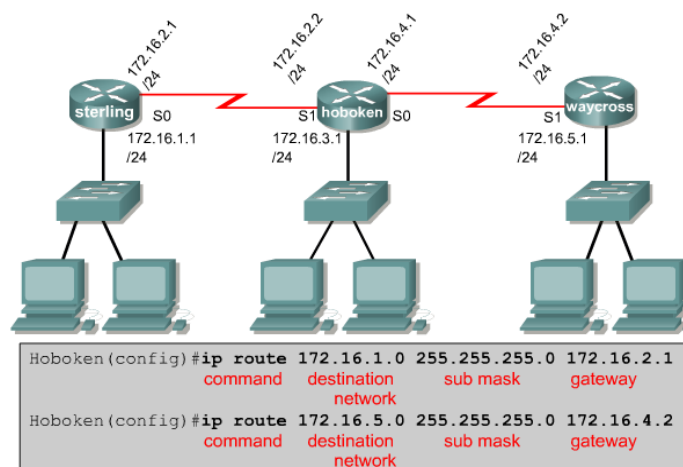 172.16.2.1
/24
172.16.2.2
/24
172.16.4.1
/24
172.16.4.2
/24
sterling
S0
172.16.1.1
/24
S1
hoboken
S0
172.16.3.1
/24
S1
waycross
172.16.5.1
/24
Hoboken(config)#ip route 172.16.1.0 255.255.255.0 172.16.2.1
command destination sub mask gateway
network
Hoboken(config)#ip route 172.16.5.0 255.255.255.0 172.16.4.2
command destination sub mask gateway
network